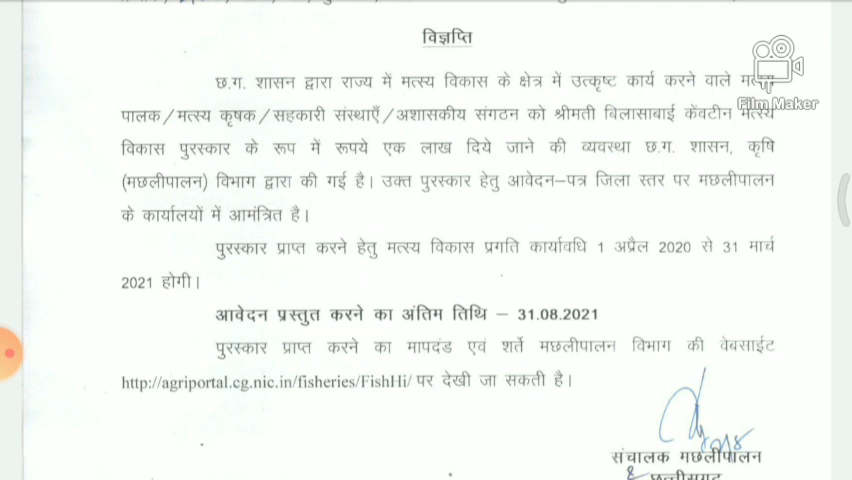 विज्ञप्ति
छ.ग. शासन द्वारा राज्य में मत्स्य विकास के क्षेत्र में उत्कृष्ट कार्य करने वाले
पालक/मत्स्य कृषक/सहकारी संस्थाएँ/अशासकीय संगठन को श्रीमती बिलासाबाई केंवटीन मत्स्य
विकास पुरस्कार के रूप में रूपये एक लाख दिये जाने की व्यवस्था छ.ग. शासन, कृषि
(मछलीपालन) विभाग द्वारा की गई है। उक्त पुरस्कार हेतु आवेदन–पत्र जिला स्तर पर मछलीपालन
के कार्यालयों में आमंत्रित है।
पुरस्कार प्राप्त करने हेतु मत्स्य विकास प्रगति कार्यावधि 1 अप्रैल 2020 से 31 मार्च
2021 होगी।
आवेदन प्रस्तुत करने का अंतिम तिथि – 31.08.2021
पुरस्कार प्राप्त करने का मापदंड एवं शर्ते मछलीपालन विभाग की वेबसाईट
http://agriportal.cg.nic.in/fisheries/FishHi/ पर देखी जा सकती है।
संचालक मछलीपालन
Film Maker